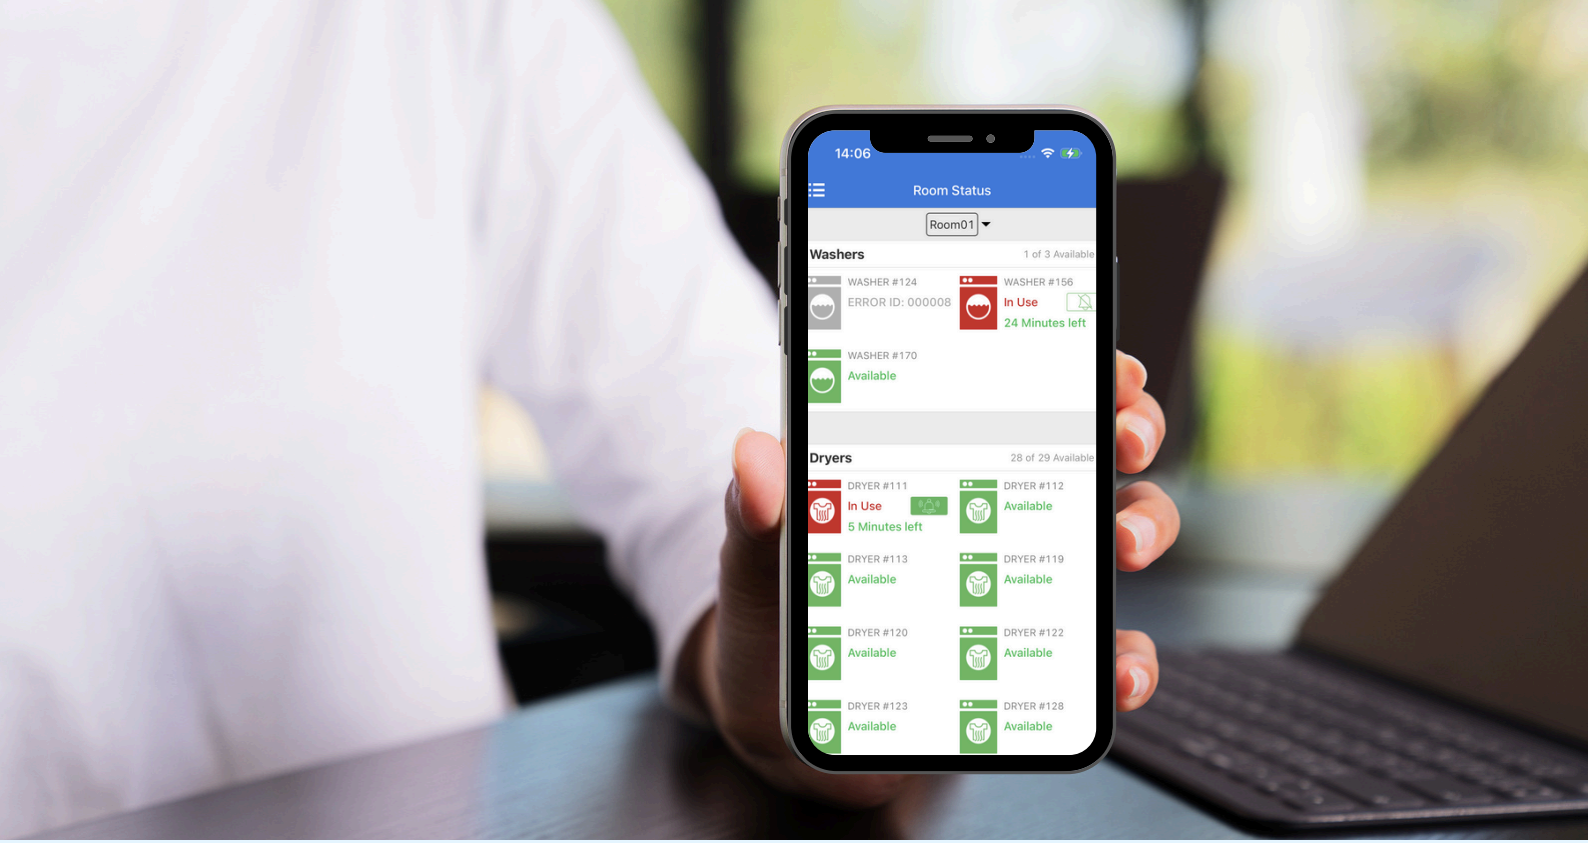 14:06
Room Status
Room01
Washers
1 of 3 Available
WASHER #124
ERROR ID: 000008
WASHER #156
In Use
24 Minutes left
WASHER #170
Available
Dryers
28 of 29 Available
DRYER #111
In Use
5 Minutes left
DRYER #112
Available
DRYER #113
Available
DRYER #119
Available
DRYER #120
Available
DRYER #122
Available
DRYER #123
Available
DRYER #128
Available